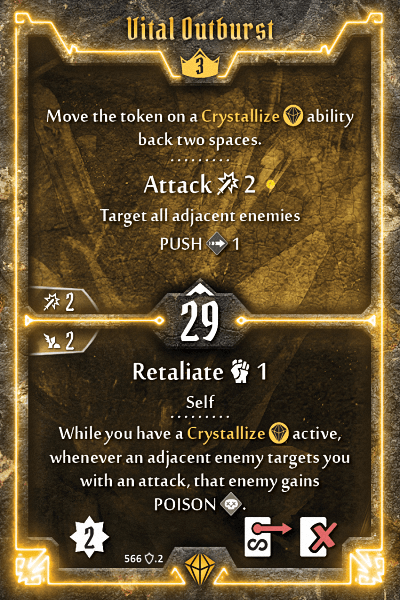 Vital Outburst
3
Move the token on a Crystallize ability
back two spaces.
Attack 2
Target all adjacent enemies
PUSH 1
2
29
2
Retaliate 1
Self
While you have a Crystallize active,
whenever an adjacent enemy targets you
with an attack, that enemy gains
POISON.
2
S
566 .2